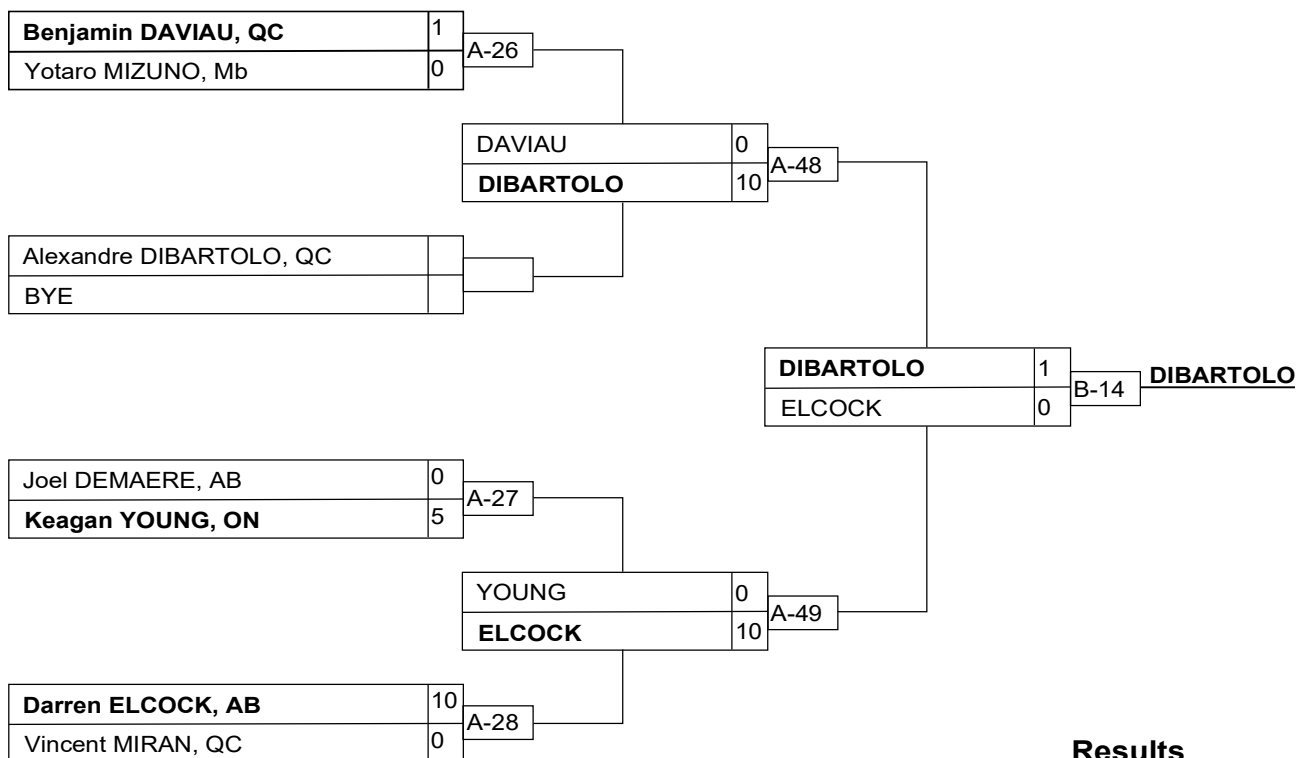 Benjamin DAVIAU, QC 1
A-26
Yotaro MIZUNO, Mb 0
DAVIAU 0
A-48
DIBARTOLO 10
Alexandre DIBARTOLO, QC
BYE
DIBARTOLO 1
B-14 DIBARTOLO
ELCOCK 0
Joel DEMAERE, AB 0
A-27
Keagan YOUNG, ON 5
YOUNG 0
A-49
ELCOCK 10
Darren ELCOCK, AB 10
A-28
Vincent MIRAN, QC 0
Results